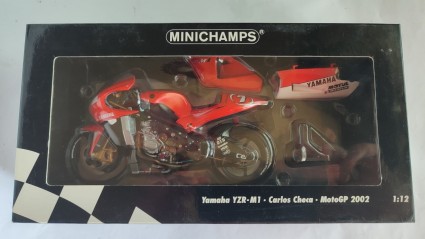 MINICHAMPS®
YAMAHA
Yamaha YZR-M1 · Carlos Checa · MotoGP 2002 1:12